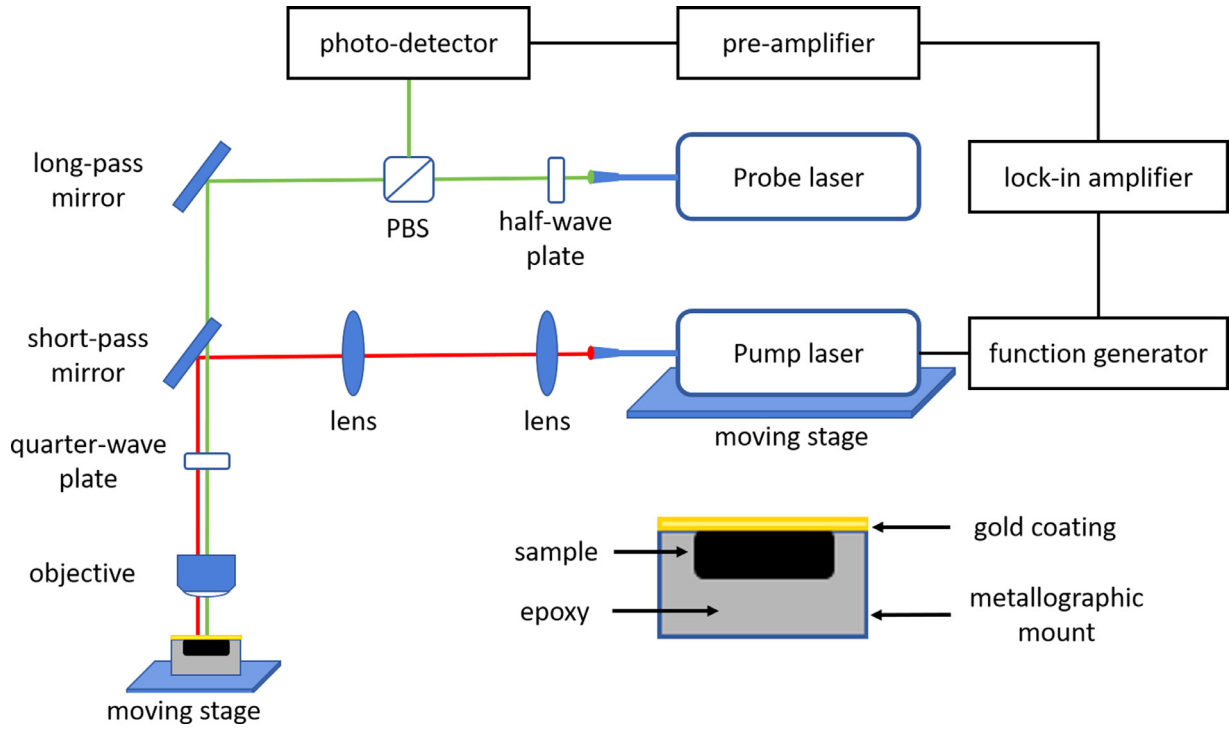 photo-detector
pre-amplifier
long-pass
mirror
Probe laser
lock-in amplifier
PBS
half-wave
plate
short-pass
mirror
Pump laser
function generator
lens
lens
moving stage
quarter-wave
plate
gold coating
sample
objective
epoxy
metallographic
mount
moving stage